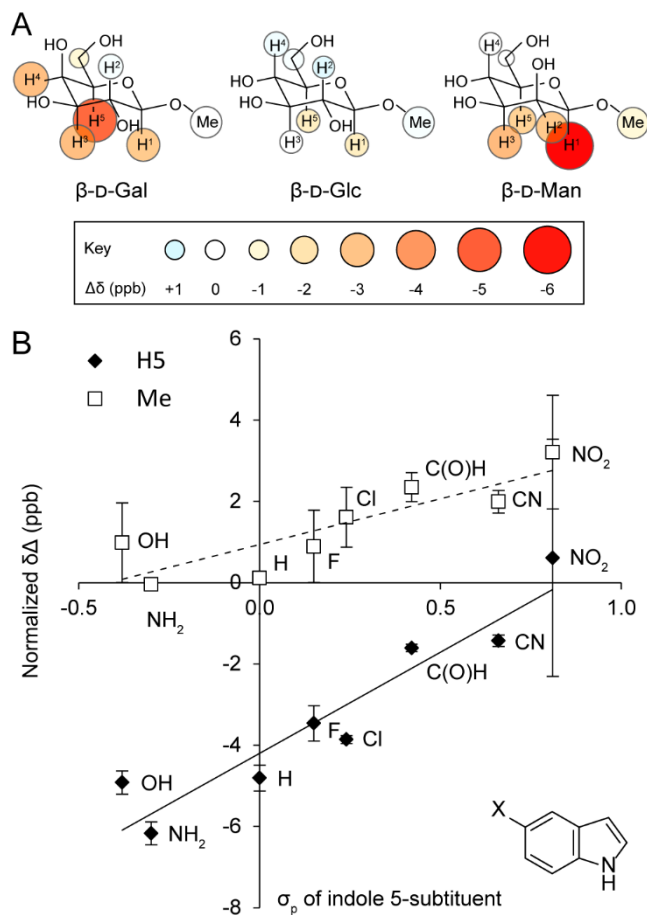 A
OH
HO
H²
H⁴
O
HO
O
Me
H⁵
OH
H³
H¹
β-D-Gal
H⁴
OH
H²
HO
O
HO
O
Me
H⁵
OH
H³
H¹
β-D-Glc
H⁴
OH
OH
HO
O
HO
O
Me
H⁵
H²
H³
H¹
β-D-Man
Key
Δδ (ppb) +1 0 -1 -2 -3 -4 -5 -6
B
H5
Me
Normalized δΔ (ppb)
6
4
2
0
-2
-4
-6
-8
-0.5 0.0 0.5 1.0
OH
NH₂
H
F
Cl
C(O)H
CN
NO₂
NO₂
CN
C(O)H
F
Cl
H
OH
NH₂
X
N
H
σₚ of indole 5-subtituent